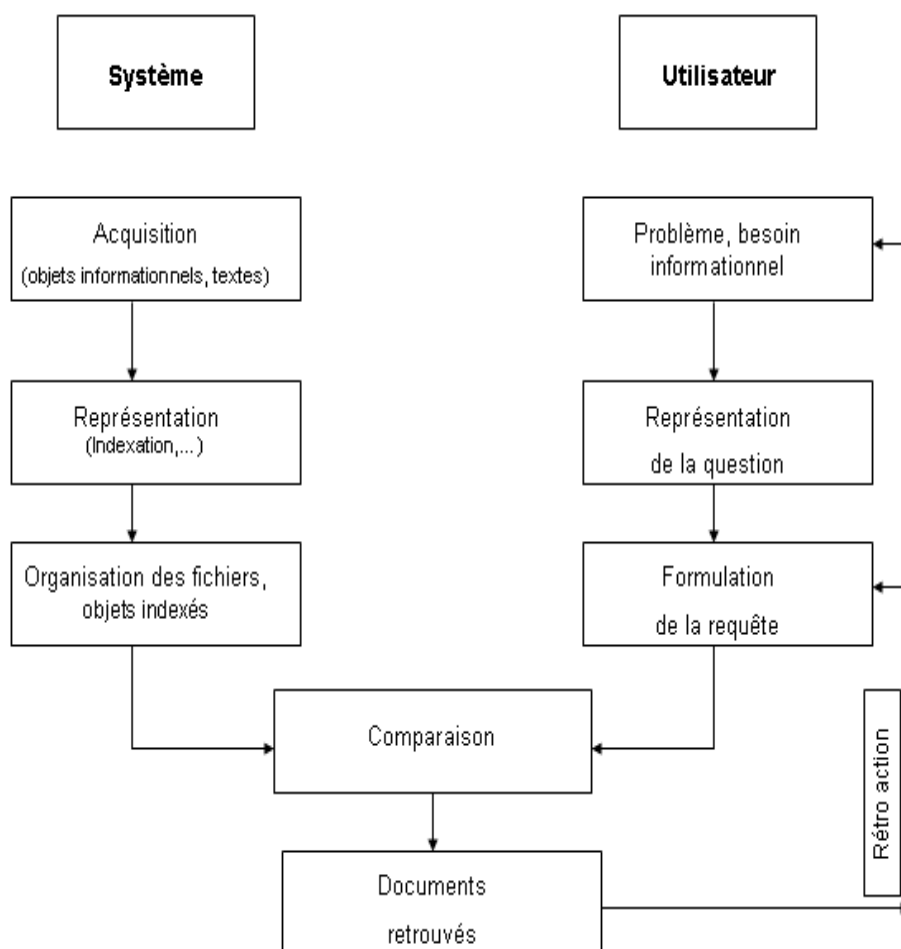 Système
Utilisateur
Acquisition
(objets informationnels, textes)
Problème, besoin
informationnel
Représentation
(Indexation,...)
Représentation
de la question
Organisation des fichiers,
objets indexés
Formulation
de la requête
Comparaison
Rétro action
Documents
retrouvés